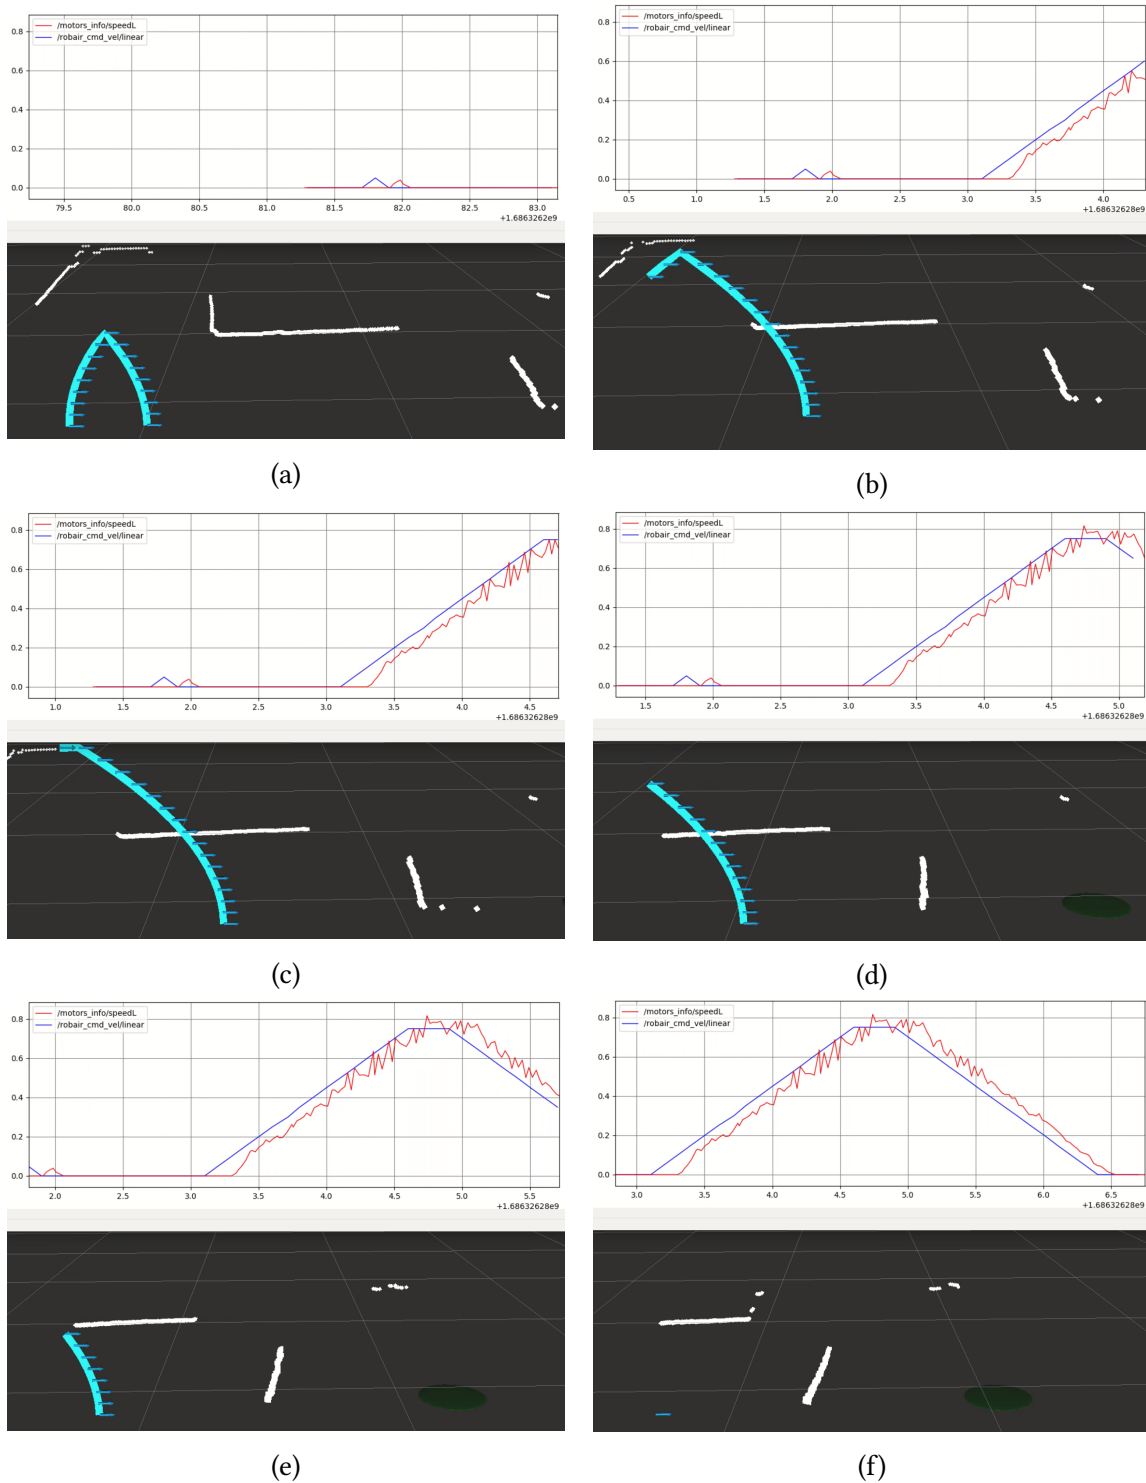 /motors_info/speedL
/robair_cmd_vel/linear
0.8
0.6
0.4
0.2
0.0
79.5 80.0 80.5 81.0 81.5 82.0 82.5 83.0
+1.6863262e9
(a)
/motors_info/speedL
/robair_cmd_vel/linear
0.8
0.6
0.4
0.2
0.0
0.5 1.0 1.5 2.0 2.5 3.0 3.5 4.0
+1.68632628e9
(b)
/motors_info/speedL
/robair_cmd_vel/linear
0.8
0.6
0.4
0.2
0.0
1.0 1.5 2.0 2.5 3.0 3.5 4.0 4.5
+1.68632628e9
(c)
/motors_info/speedL
/robair_cmd_vel/linear
0.8
0.6
0.4
0.2
0.0
1.5 2.0 2.5 3.0 3.5 4.0 4.5 5.0
+1.68632628e9
(d)
/motors_info/speedL
/robair_cmd_vel/linear
0.8
0.6
0.4
0.2
0.0
2.0 2.5 3.0 3.5 4.0 4.5 5.0 5.5
+1.68632628e9
(e)
/motors_info/speedL
/robair_cmd_vel/linear
0.8
0.6
0.4
0.2
0.0
3.0 3.5 4.0 4.5 5.0 5.5 6.0 6.5
+1.68632628e9
(f)